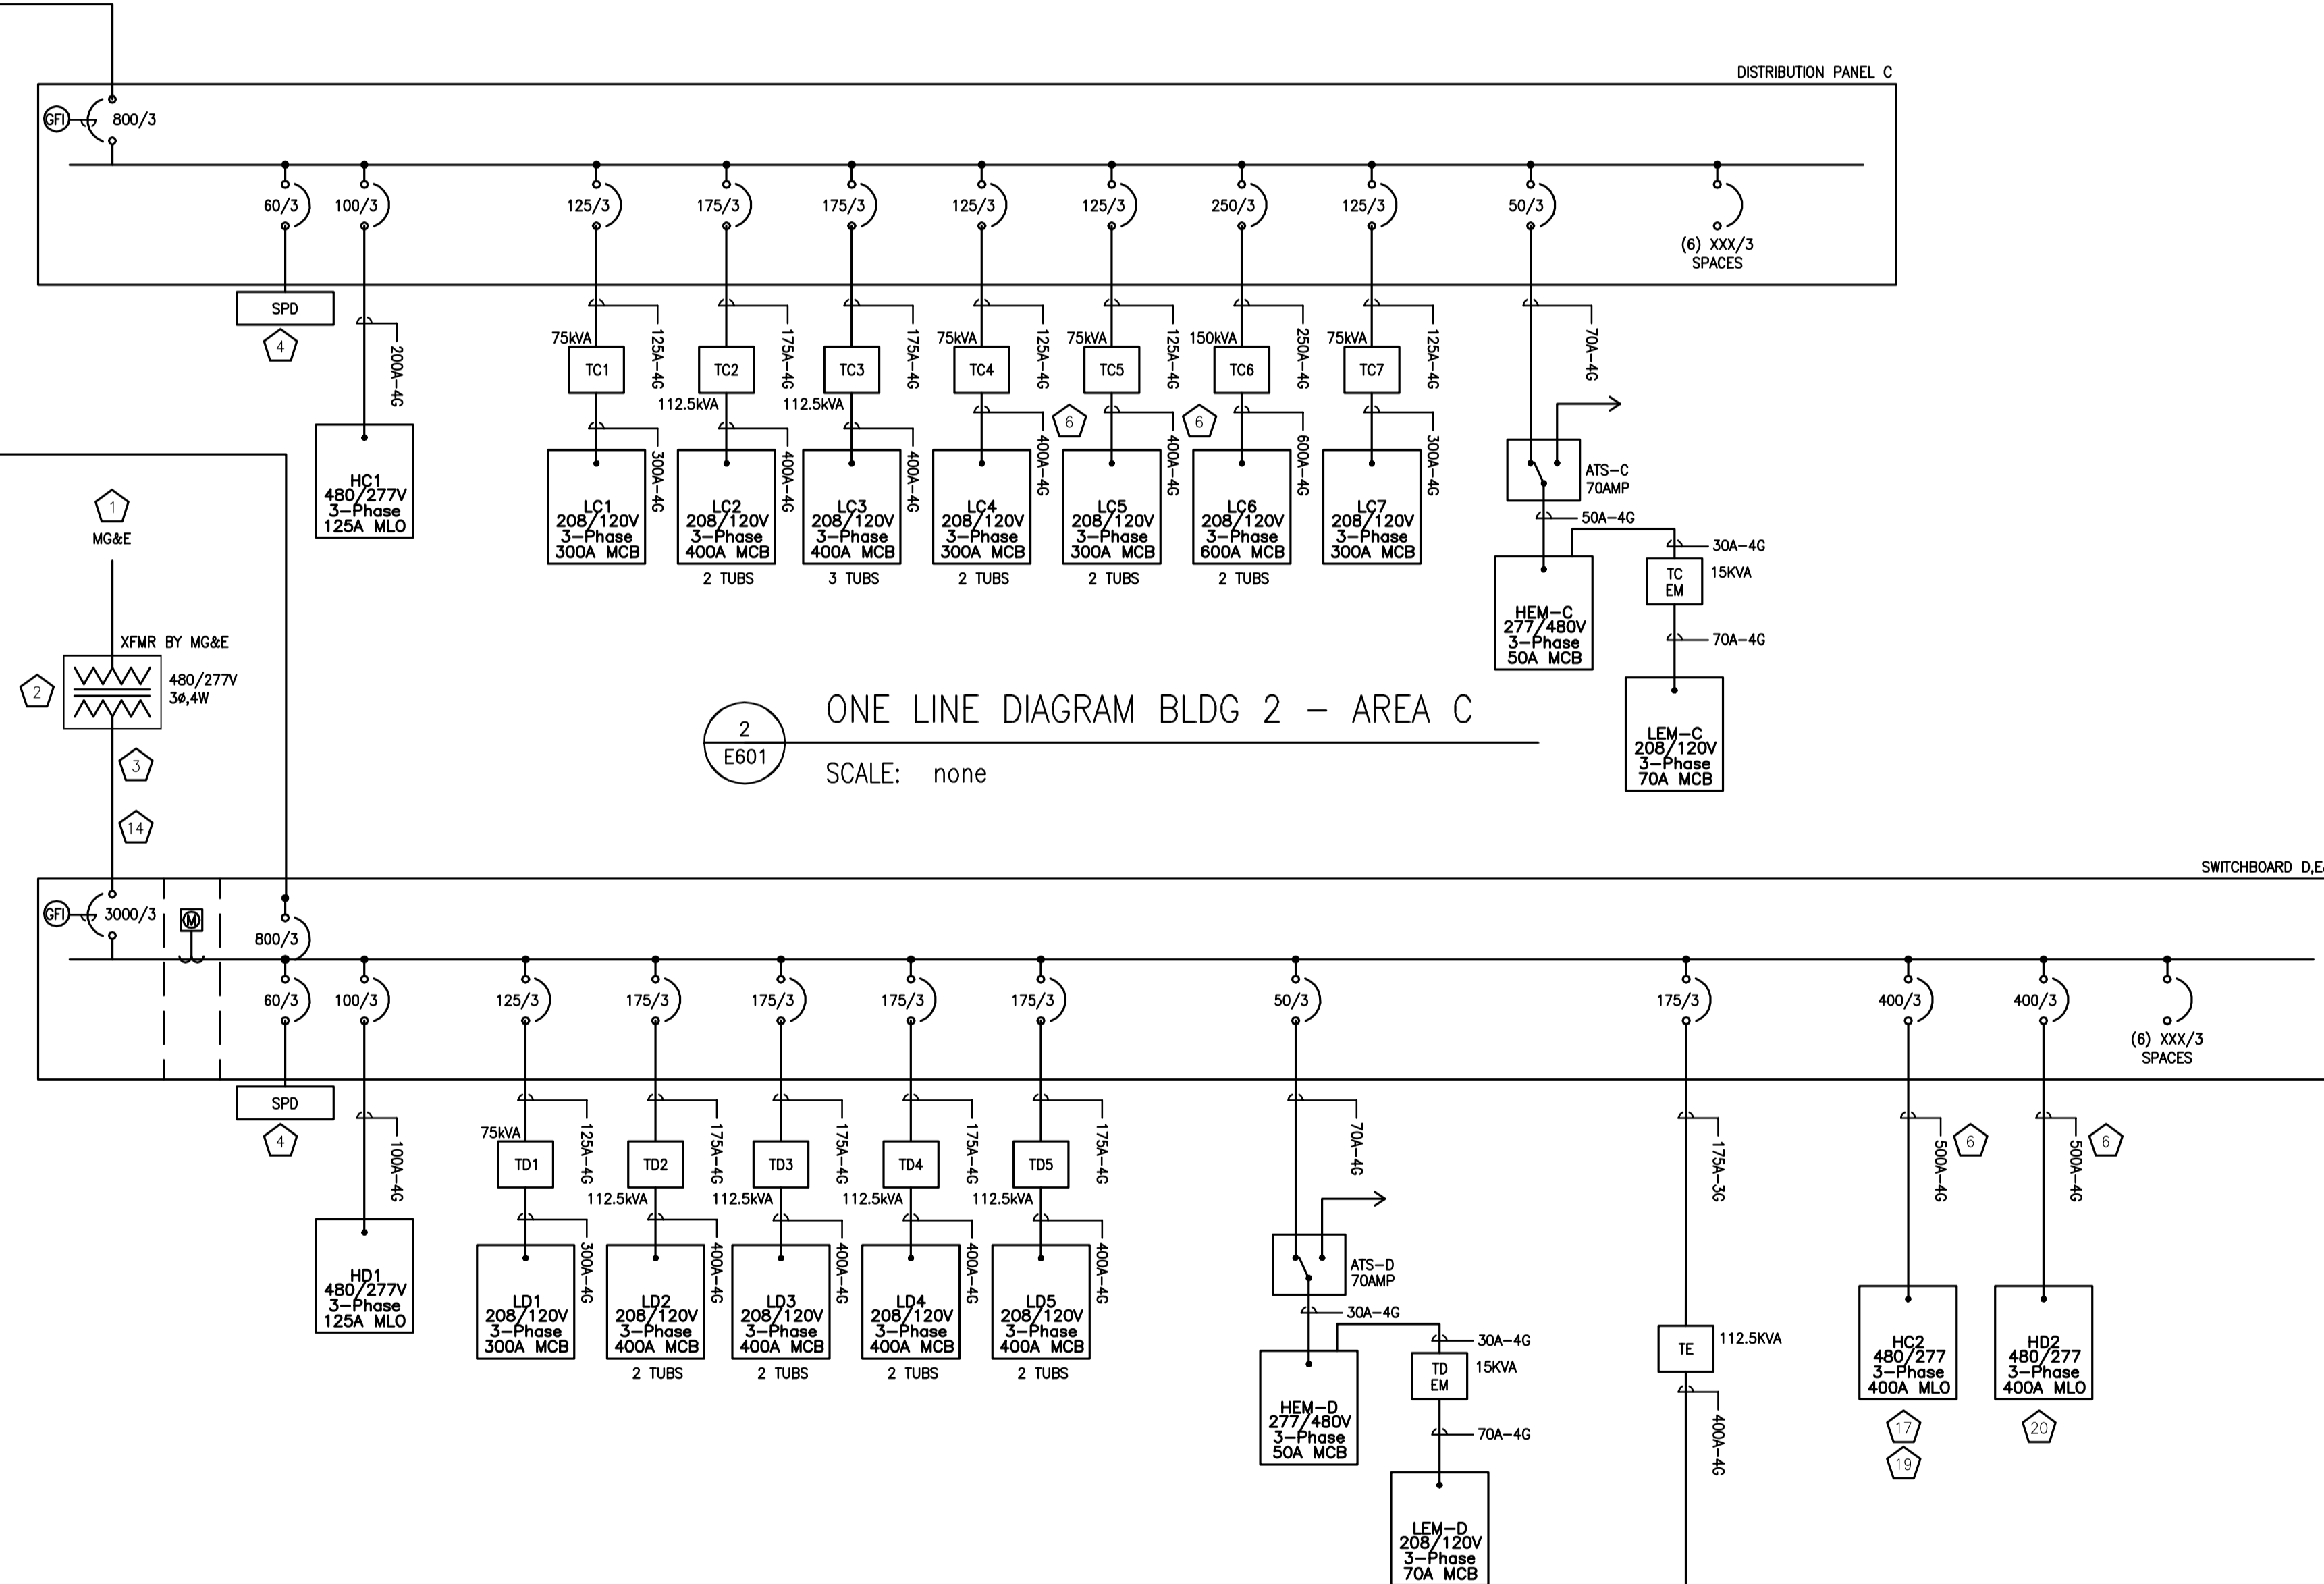 DISTRIBUTION PANEL C
GFI
800/3
60/3
100/3
125/3
175/3
175/3
125/3
125/3
250/3
125/3
50/3
(6) XXX/3
SPACES
SPD
4
200A-4G
HC1
480/277V
3-Phase
125A MLO
75kVA
125A-4G
TC1
300A-4G
LC1
208/120V
3-Phase
300A MCB
175A-4G
TC2
112.5kVA
400A-4G
LC2
208/120V
3-Phase
400A MCB
2 TUBS
175A-4G
TC3
112.5kVA
400A-4G
LC3
208/120V
3-Phase
400A MCB
3 TUBS
75kVA
125A-4G
TC4
400A-4G
LC4
208/120V
3-Phase
300A MCB
2 TUBS
75kVA
125A-4G
TC5
6
400A-4G
LC5
208/120V
3-Phase
300A MCB
2 TUBS
150kVA
250A-4G
TC6
6
600A-4G
LC6
208/120V
3-Phase
600A MCB
2 TUBS
75kVA
125A-4G
TC7
300A-4G
LC7
208/120V
3-Phase
300A MCB
70A-4G
ATS-C
70AMP
50A-4G
HEM-C
277/480V
3-Phase
50A MCB
30A-4G
TC
EM
15KVA
70A-4G
LEM-C
208/120V
3-Phase
70A MCB
1
MG&E
XFMR BY MG&E
2
480/277V
3ø,4W
3
14
2
E601
ONE LINE DIAGRAM BLDG 2 - AREA C
SCALE: none
SWITCHBOARD
GFI
3000/3
M
800/3
60/3
100/3
125/3
175/3
175/3
175/3
175/3
50/3
175/3
400/3
400/3
(6) XXX/3
SPACES
SPD
4
100A-4G
HD1
480/277V
3-Phase
125A MLO
75kVA
125A-4G
TD1
300A-4G
LD1
208/120V
3-Phase
300A MCB
175A-4G
TD2
112.5kVA
400A-4G
LD2
208/120V
3-Phase
400A MCB
2 TUBS
175A-4G
TD3
112.5kVA
400A-4G
LD3
208/120V
3-Phase
400A MCB
2 TUBS
175A-4G
TD4
112.5kVA
400A-4G
LD4
208/120V
3-Phase
400A MCB
2 TUBS
175A-4G
TD5
112.5kVA
400A-4G
LD5
208/120V
3-Phase
400A MCB
2 TUBS
70A-4G
ATS-D
70AMP
30A-4G
HEM-D
277/480V
3-Phase
50A MCB
30A-4G
TD
EM
15KVA
70A-4G
LEM-D
208/120V
3-Phase
70A MCB
175A-3G
TE
112.5KVA
400A-4G
500A-4G
6
HC2
480/277
3-Phase
400A MLO
17
19
500A-4G
6
HD2
480/277
3-Phase
400A MLO
20